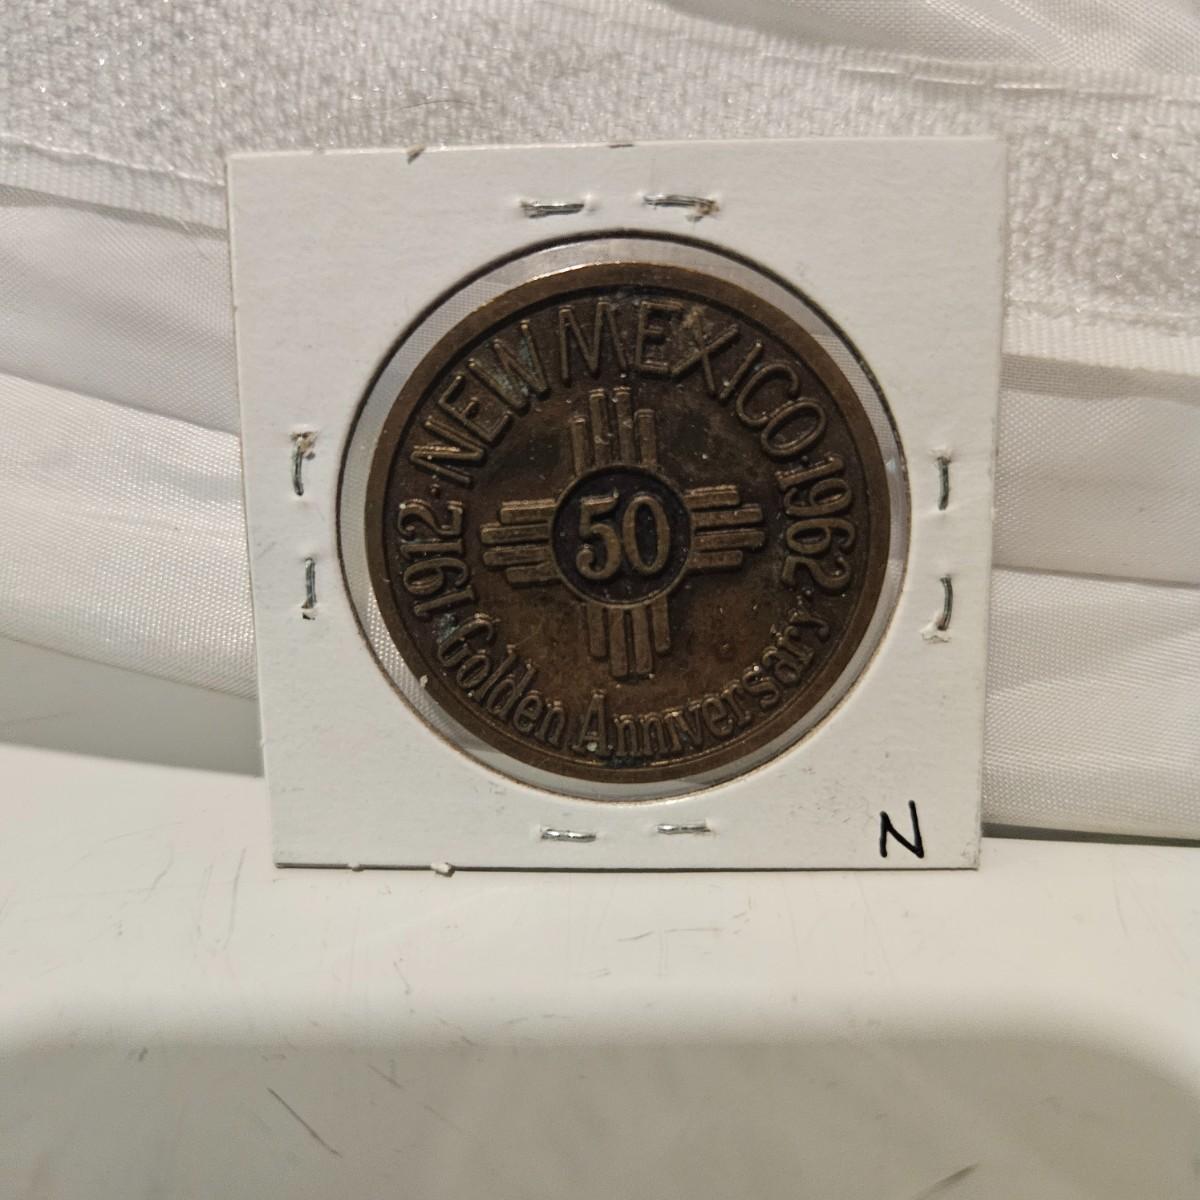 1912 · NEW MEXICO · 1962
50
Golden Anniversary
N